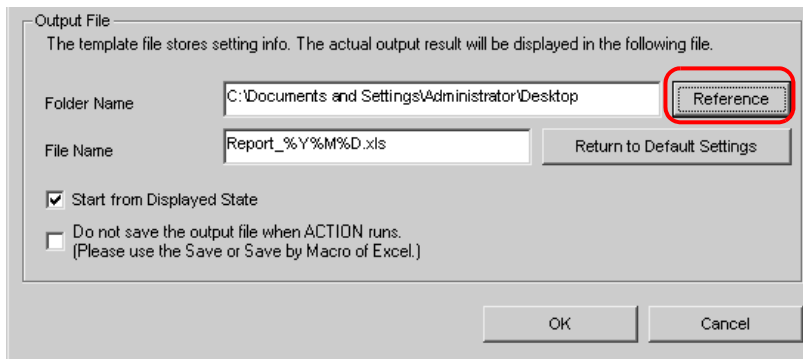 Output File
The template file stores setting info. The actual output result will be displayed in the following file.
Folder Name C:\Documents and Settings\Administrator\Desktop Reference
File Name Report_%Y%M%D.xls Return to Default Settings
Start from Displayed State
Do not save the output file when ACTION runs.
(Please use the Save or Save by Macro of Excel.)
OK Cancel